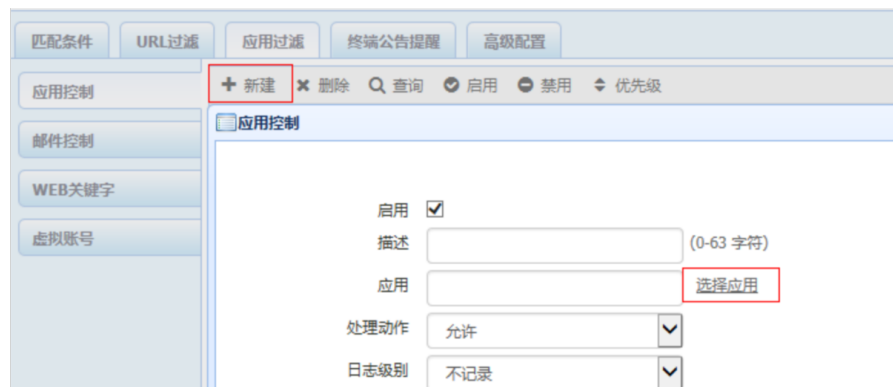 匹配条件 URL过滤 应用过滤 终端公告提醒 高级配置
应用控制
邮件控制
WEB关键字
虚拟账号
新建 删除 查询 启用 禁用 优先级
应用控制
启用
描述 (0-63 字符)
应用 选择应用
处理动作 允许
日志级别 不记录